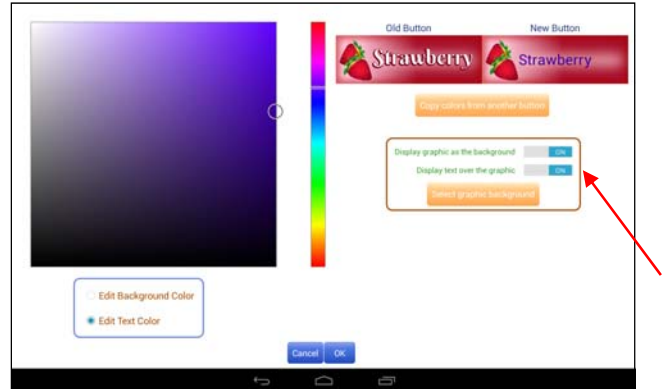 Old Button New Button
Strawberry Strawberry
Copy colors from another button
Display graphic as the background ON
Display text over the graphic ON
Select graphic background
Edit Background Color
Edit Text Color
Cancel OK